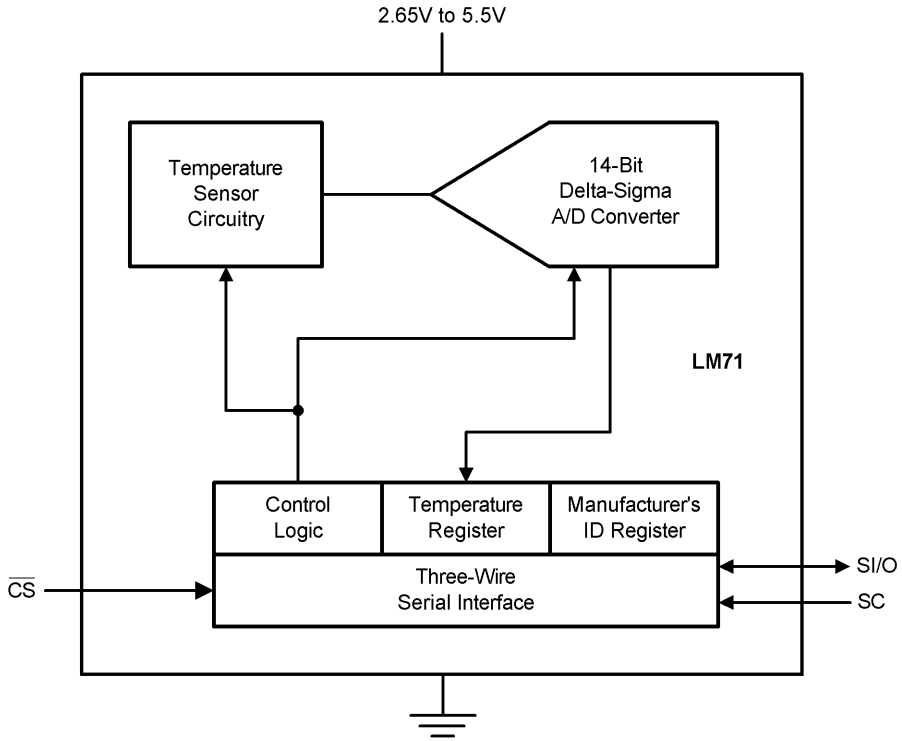 2.65V to 5.5V
Temperature
Sensor
Circuitry
14-Bit
Delta-Sigma
A/D Converter
LM71
Control
Logic
Temperature
Register
Manufacturer's
ID Register
Three-Wire
Serial Interface
C̅S̅
SI/O
SC